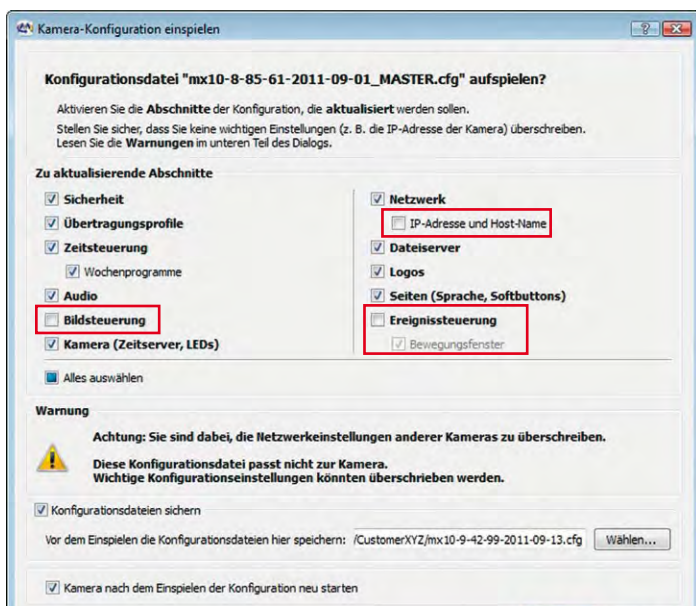 Kamera-Konfiguration einspielen
Konfigurationsdatei "mx10-8-85-61-2011-09-01_MASTER.cfg" aufspielen?
Aktivieren Sie die Abschnitte der Konfiguration, die aktualisiert werden sollen.
Stellen Sie sicher, dass Sie keine wichtigen Einstellungen (z. B. die IP-Adresse der Kamera) überschreiben.
Lesen Sie die Warnungen im unteren Teil des Dialogs.
Zu aktualisierende Abschnitte
Sicherheit
Übertragungsprofile
Zeitsteuerung
Wochenprogramme
Audio
Bildsteuerung
Kamera (Zeitserver, LEDs)
Netzwerk
IP-Adresse und Host-Name
Dateiserver
Logos
Seiten (Sprache, Softbuttons)
Ereignissteuerung
Bewegungsfenster
Alles auswählen
Warnung
Achtung: Sie sind dabei, die Netzwerkeinstellungen anderer Kameras zu überschreiben.
Diese Konfigurationsdatei passt nicht zur Kamera.
Wichtige Konfigurationseinstellungen könnten überschrieben werden.
Konfigurationsdateien sichern
Vor dem Einspielen die Konfigurationsdateien hier speichern: /CustomerXYZ/mx10-9-42-99-2011-09-13.cfg Wählen...
Kamera nach dem Einspielen der Konfiguration neu starten